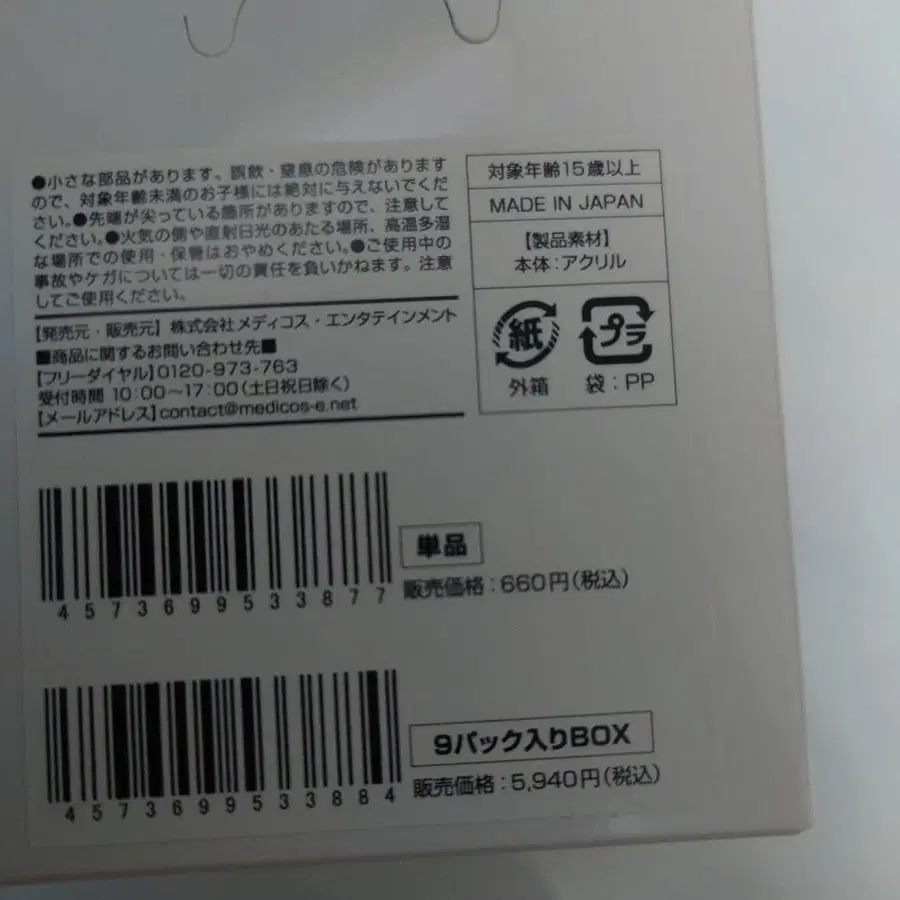 ●小さな部品があります。誤飲・窒息の危険があります
ので、対象年齢未満のお子様には絶対に与えないでくだ
さい。●先端が尖っている箇所がありますので、注意して
ください。●火気の側や直射日光のあたる場所、高温多湿
な場所での使用・保管はおやめください。●ご使用中の
事故やケガについては一切の責任を負いかねます。注意
してご使用ください。
【発売元・販売元】株式会社メディコス・エンタテインメント
■商品に関するお問い合わせ先■
【フリーダイヤル】0120-973-763
受付時間 10:00〜17:00（土日祝日除く）
【メールアドレス】contact@medicos-e.net
対象年齢15歳以上
MADE IN JAPAN
【製品素材】
本体：アクリル
紙
外箱
プラ
袋：PP
4573699533877
単品
販売価格：660円（税込）
4573699533884
9パック入りBOX
販売価格：5,940円（税込）